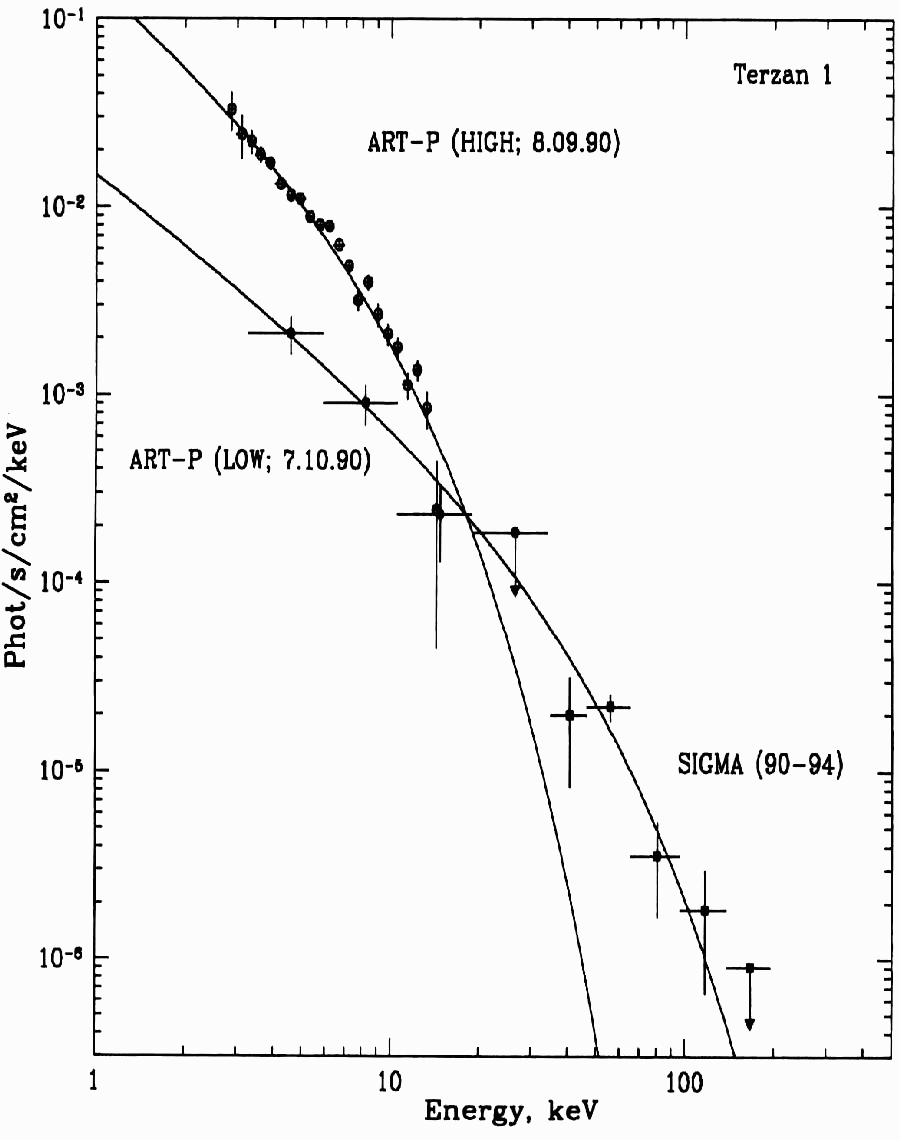 10⁻¹
Terzan 1
ART-P (HIGH; 8.09.90)
10⁻²
10⁻³
ART-P (LOW; 7.10.90)
10⁻⁴
SIGMA (90-94)
10⁻⁵
10⁻⁶
Phot/s/cm²/keV
1 10 100
Energy, keV